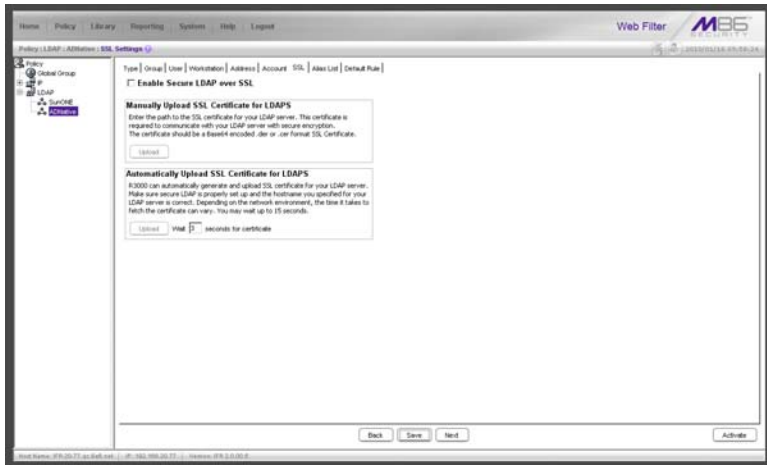 Home Policy Library Reporting System Help Logout
Web Filter
M86 SECURITY
Policy : LDAP : ADNative : SSL Settings
Policy
Global Group
IP
LDAP
SunONE
ADNative
Type | Group | User | Workstation | Address | Account | SSL | Alias List | Default Rule
Enable Secure LDAP over SSL
Manually Upload SSL Certificate for LDAPS
Enter the path to the SSL certificate for your LDAP server. This certificate is
required to communicate with your LDAP server with secure encryption.
The certificate should be a Base64 encoded .der or .cer format SSL Certificate.
Upload
Automatically Upload SSL Certificate for LDAPS
R3000 can automatically generate and upload SSL certificate for your LDAP server.
Make sure secure LDAP is properly set up and the hostname you specified for your
LDAP server is correct. Depending on the network environment, the time it takes to
fetch the certificate can vary. You may wait up to 15 seconds.
Upload Wait 3 seconds for certificate
Back Save Next
Activate
Host Name: IP: Version: